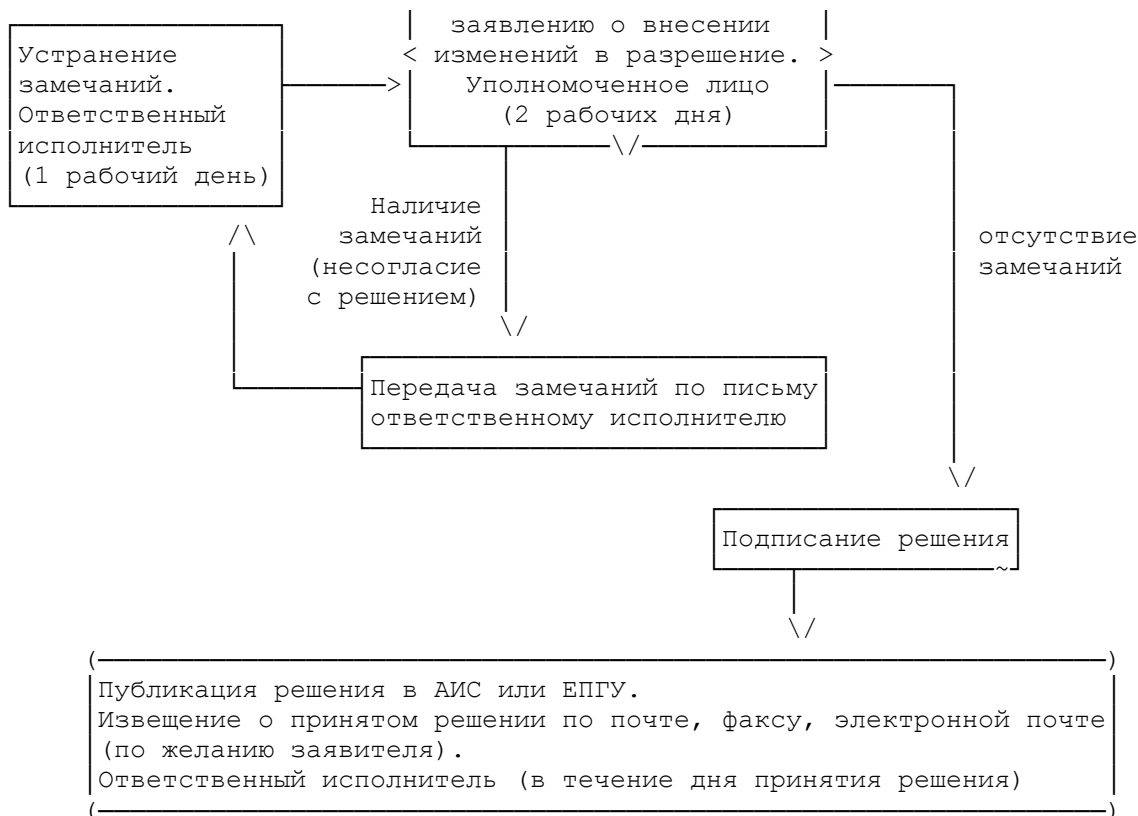 заявлению о внесении
изменений в разрешение.
Уполномоченное лицо
(2 рабочих дня)
Устранение
замечаний.
Ответственный
исполнитель
(1 рабочий день)
Наличие
замечаний
(несогласие
с решением)
отсутствие
замечаний
Передача замечаний по письму
ответственному исполнителю
Подписание решения
Публикация решения в АИС или ЕПГУ.
Извещение о принятом решении по почте, факсу, электронной почте
(по желанию заявителя).
Ответственный исполнитель (в течение дня принятия решения)